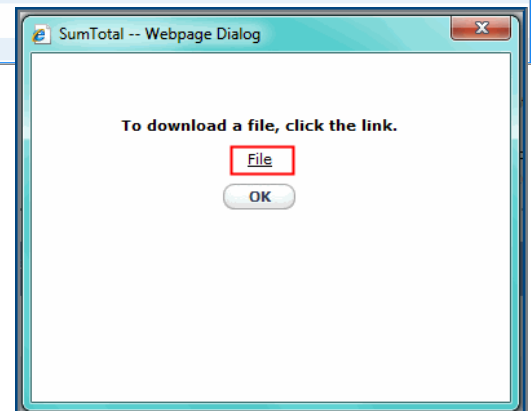 SumTotal -- Webpage Dialog
To download a file, click the link.
File
OK